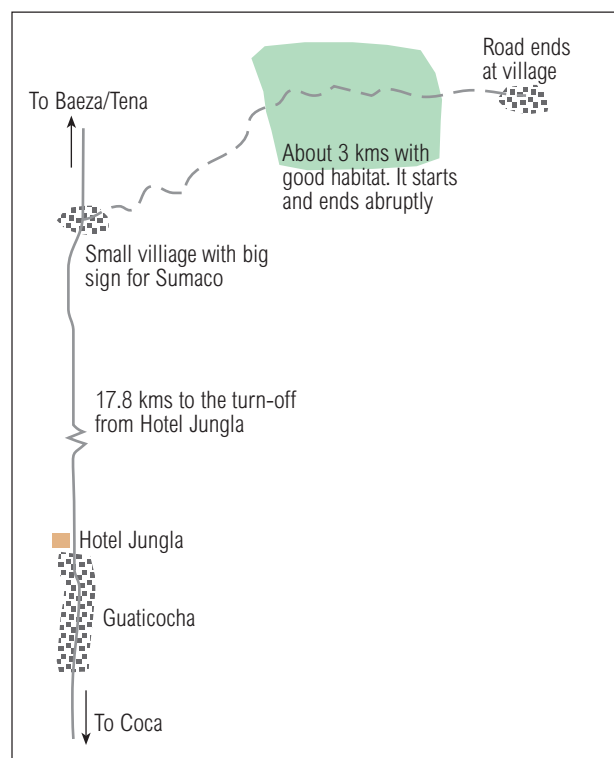 Road ends
at village
To Baeza/Tena
About 3 kms with
good habitat. It starts
and ends abruptly
Small villiage with big
sign for Sumaco
17.8 kms to the turn-off
from Hotel Jungla
Hotel Jungla
Guaticocha
To Coca